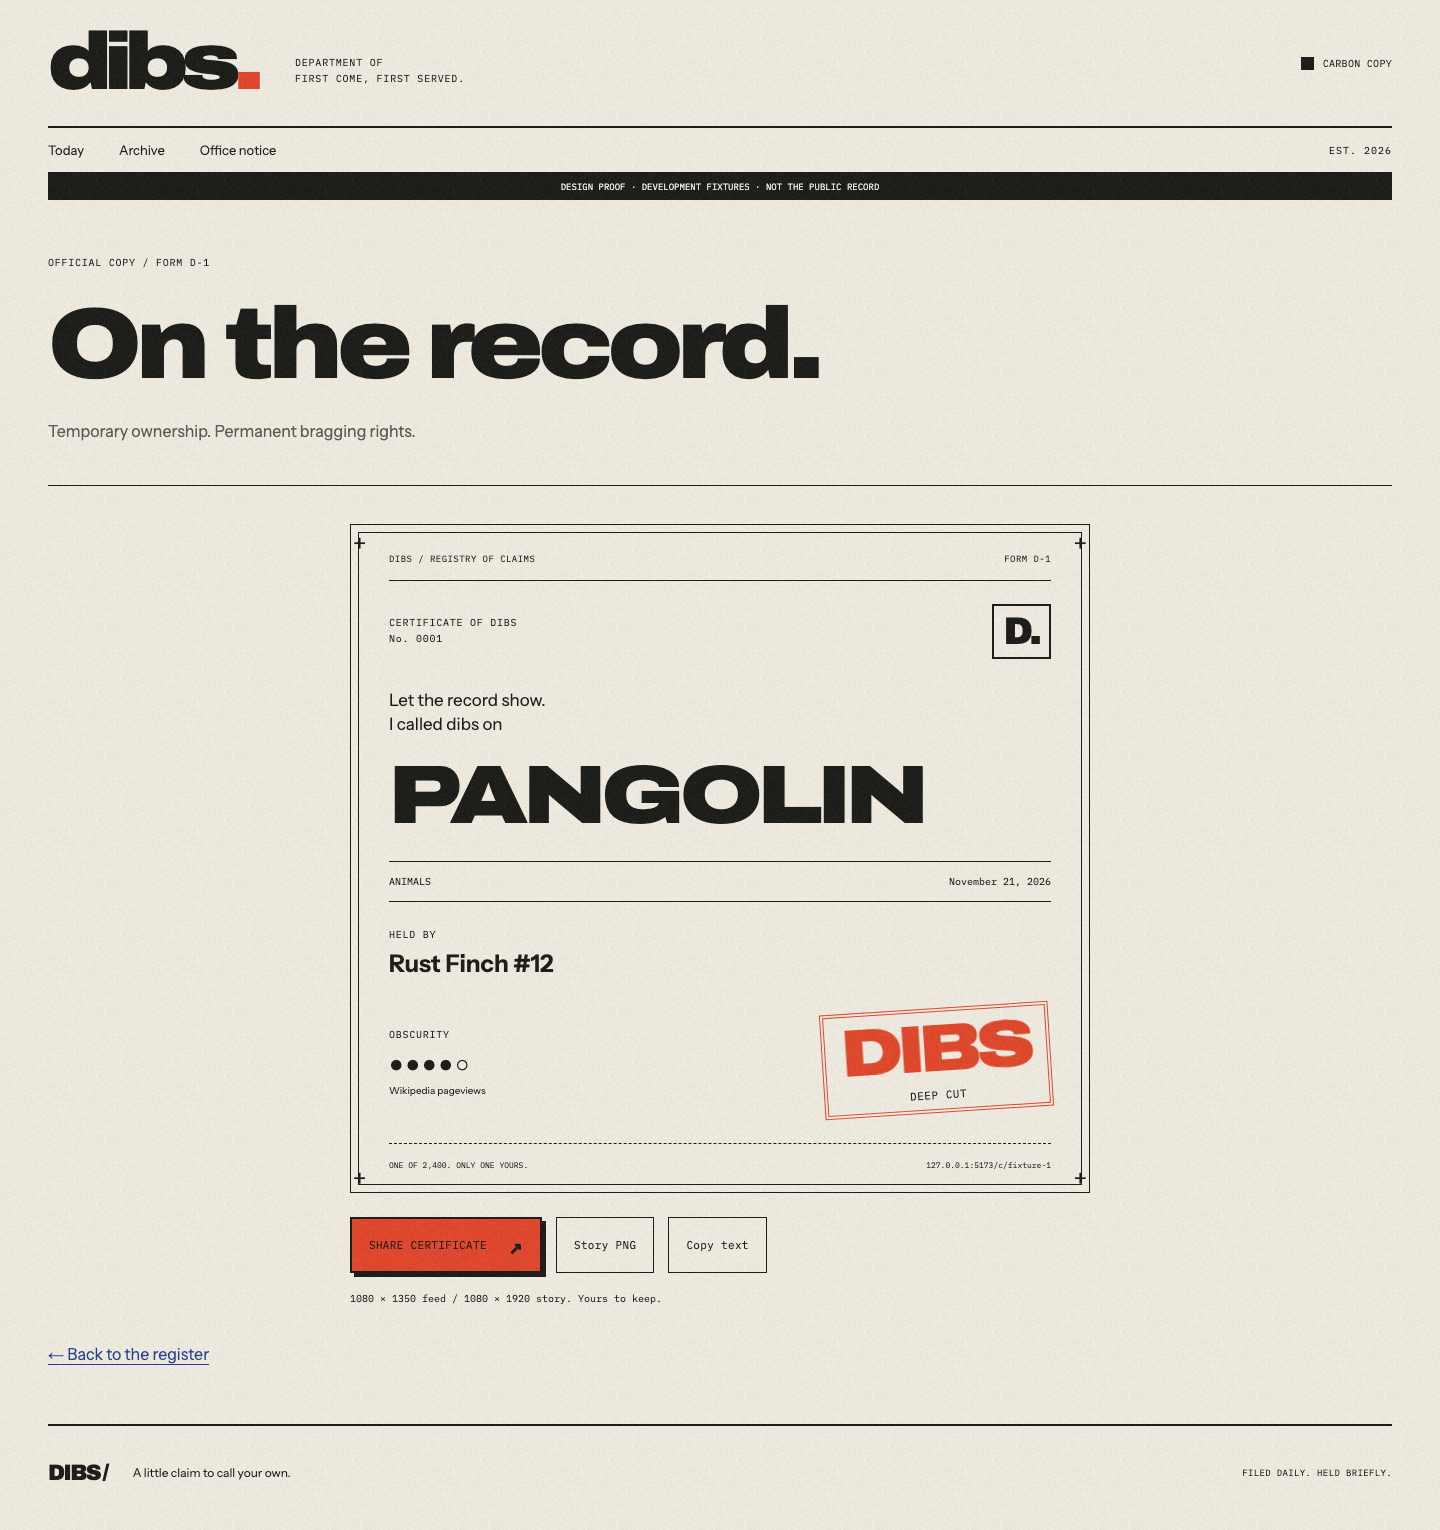 dibs.
DEPARTMENT OF
FIRST COME, FIRST SERVED.
CARBON COPY
Today Archive Office notice EST. 2026
DESIGN PROOF · DEVELOPMENT FIXTURES · NOT THE PUBLIC RECORD
OFFICIAL COPY / FORM D-1
On the record.
Temporary ownership. Permanent bragging rights.
DIBS / REGISTRY OF CLAIMS FORM D-1
CERTIFICATE OF DIBS
No. 0001
D.
Let the record show.
I called dibs on
PANGOLIN
ANIMALS November 21, 2026
HELD BY
Rust Finch #12
OBSCURITY
Wikipedia pageviews
DIBS
DEEP CUT
ONE OF 2,400. ONLY ONE YOURS. 127.0.0.1:5173/c/fixture-1
SHARE CERTIFICATE ↗ Story PNG Copy text
1080 × 1350 feed / 1080 × 1920 story. Yours to keep.
← Back to the register
DIBS/ A little claim to call your own. FILED DAILY. HELD BRIEFLY.